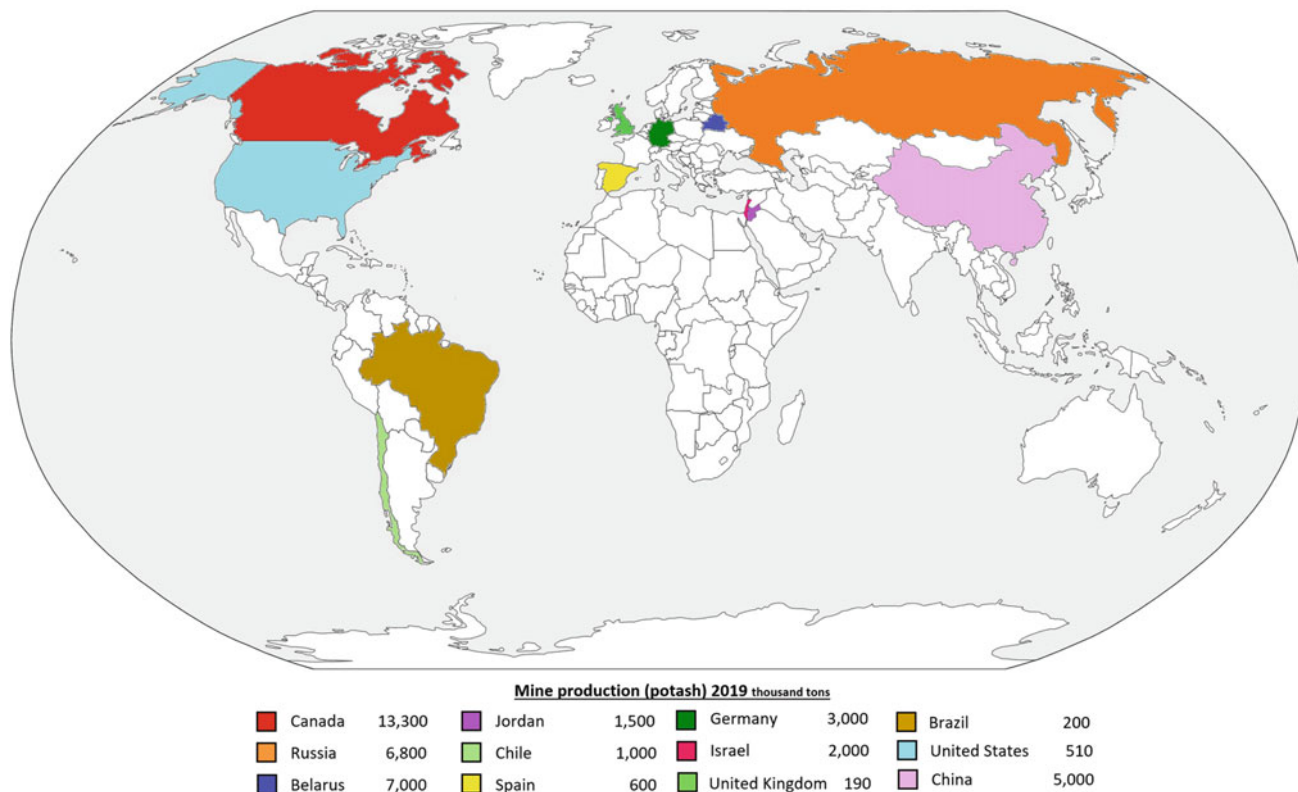 Mine production (potash) 2019 thousand tons
Canada 13,300 Jordan 1,500 Germany 3,000 Brazil 200
Russia 6,800 Chile 1,000 Israel 2,000 United States 510
Belarus 7,000 Spain 600 United Kingdom 190 China 5,000